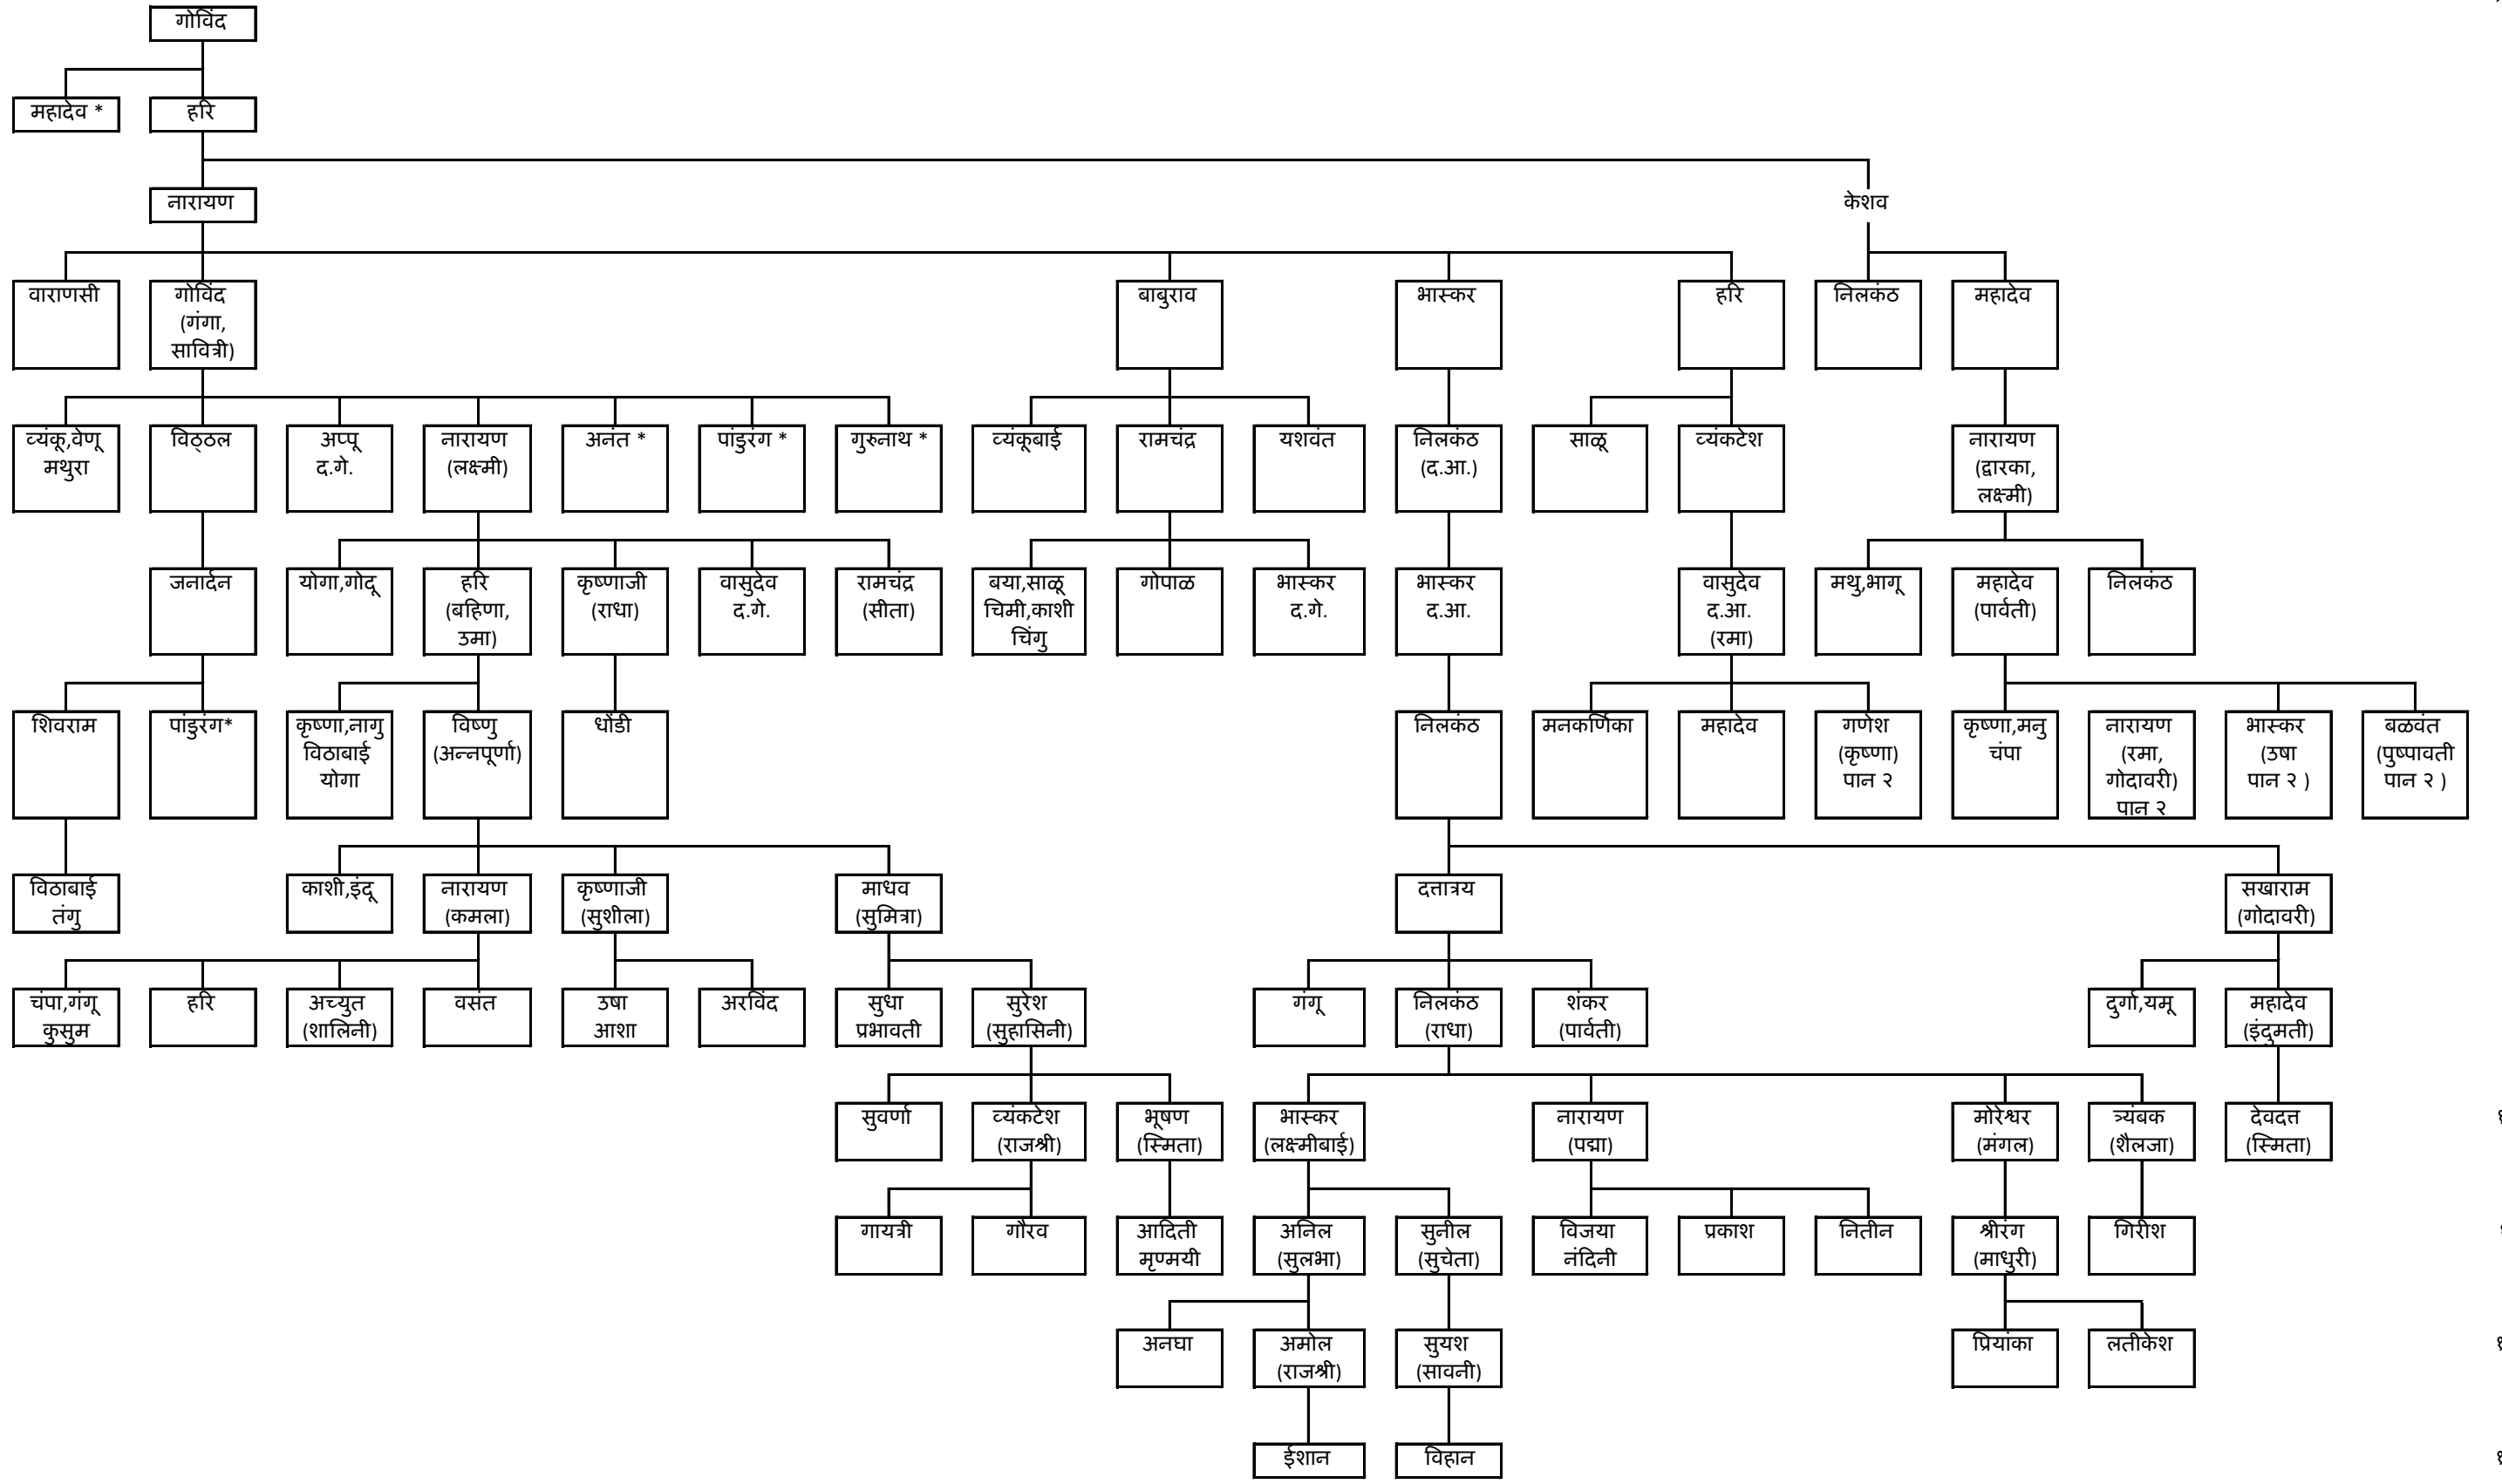 गोविंद
महादेव *
हरि
नारायण
केशव
वाराणसी
गोविंद
(गंगा,
सावित्री)
बाबुराव
भास्कर
हरि
निलकंठ
महादेव
व्यंकू,वेणू
मथुरा
विठ्ठल
अप्पू
द.गे.
नारायण
(लक्ष्मी)
अनंत *
पांडुरंग *
गुरुनाथ *
व्यंकूबाई
रामचंद्र
यशवंत
निलकंठ
(द.आ.)
साळू
व्यंकटेश
नारायण
(द्वारका,
लक्ष्मी)
जनार्दन
योगा,गोदू
हरि
(बहिणा,
उमा)
कृष्णाजी
(राधा)
वासुदेव
द.गे.
रामचंद्र
(सीता)
बया,साळू
चिमी,काशी
चिंगु
गोपाळ
भास्कर
द.गे.
भास्कर
द.आ.
वासुदेव
द.आ.
(रमा)
मथु,भागू
महादेव
(पार्वती)
निलकंठ
शिवराम
पांडुरंग*
कृष्णा,नागु
विठाबाई
योगा
विष्णु
(अन्नपूर्णा)
धोंडी
निलकंठ
मनकर्णिका
महादेव
गणेश
(कृष्णा)
पान २
कृष्णा,मनु
चंपा
नारायण
(रमा,
गोदावरी)
पान २
भास्कर
(उषा
पान २ )
बळवंत
(पुष्पावती
पान २ )
विठाबाई
तंगु
काशी,इंदू
नारायण
(कमला)
कृष्णाजी
(सुशीला)
माधव
(सुमित्रा)
दत्तात्रय
सखाराम
(गोदावरी)
चंपा,गंगू
कुसुम
हरि
अच्युत
(शालिनी)
वसंत
उषा
आशा
अरविंद
सुधा
प्रभावती
सुरेश
(सुहासिनी)
गंगू
निलकंठ
(राधा)
शंकर
(पार्वती)
दुर्गा,यमू
महादेव
(इंदुमती)
सुवर्णा
व्यंकटेश
(राजश्री)
भूषण
(स्मिता)
भास्कर
(लक्ष्मीबाई)
नारायण
(पद्मा)
मोरेश्वर
(मंगल)
त्र्यंबक
(शैलजा)
देवदत्त
(स्मिता)
गायत्री
गौरव
आदिती
मृण्मयी
अनिल
(सुलभा)
सुनील
(सुचेता)
विजया
नंदिनी
प्रकाश
नितीन
श्रीरंग
(माधुरी)
गिरीश
अनघा
अमोल
(राजश्री)
सुयश
(सावनी)
प्रियांका
लतीकेश
ईशान
विहान